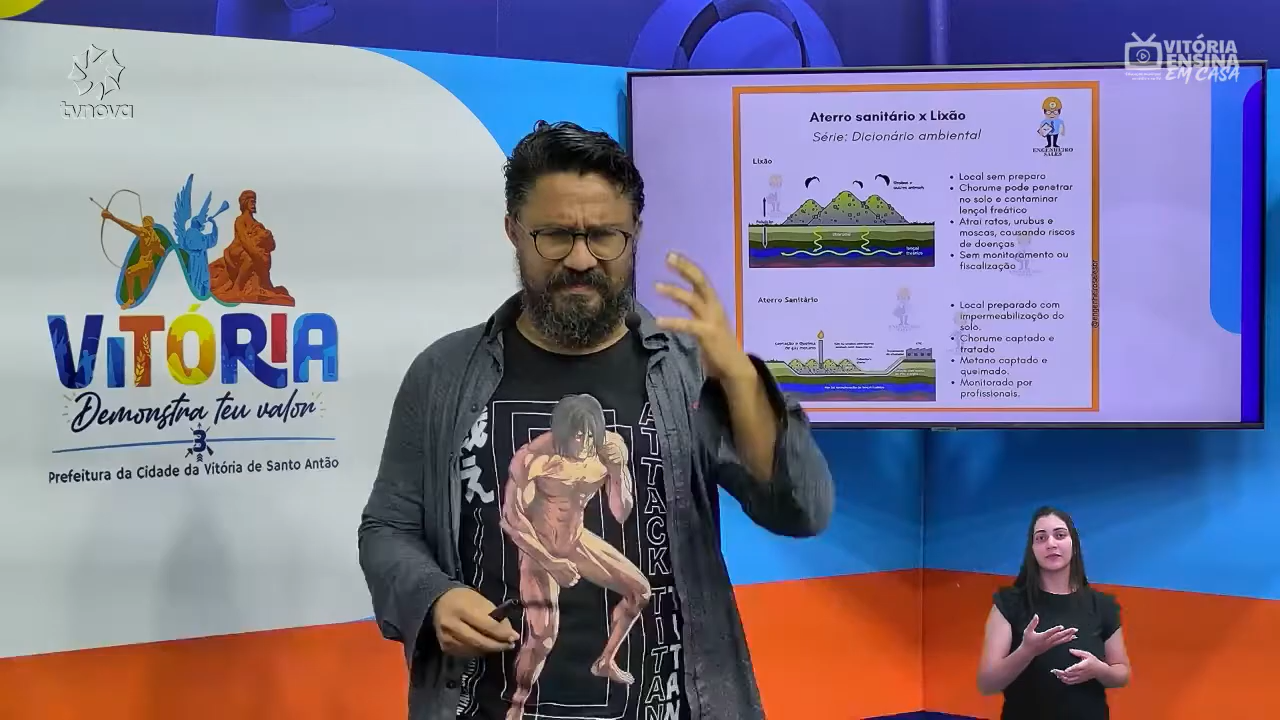 tvnova
VITÓRIA
Demonstra teu valor
3
Prefeitura da Cidade da Vitória de Santo Antão
VITÓRIA
ENSINA
EM CASA
Aterro sanitário x Lixão
Série: Dicionário ambiental
ENGENHEIRO
SALES
Lixão
• Local sem preparo
• Chorume pode penetrar
no solo e contaminar
lençol freático
• Atrai ratos, urubus e
moscas, causando riscos
de doenças
• Sem monitoramento ou
fiscalização
Aterro Sanitário
• Local preparado com
impermeabilização do
solo.
• Chorume captado e
tratado
• Metano captado e
queimado.
• Monitorado por
profissionais.
ATTACK TITAN